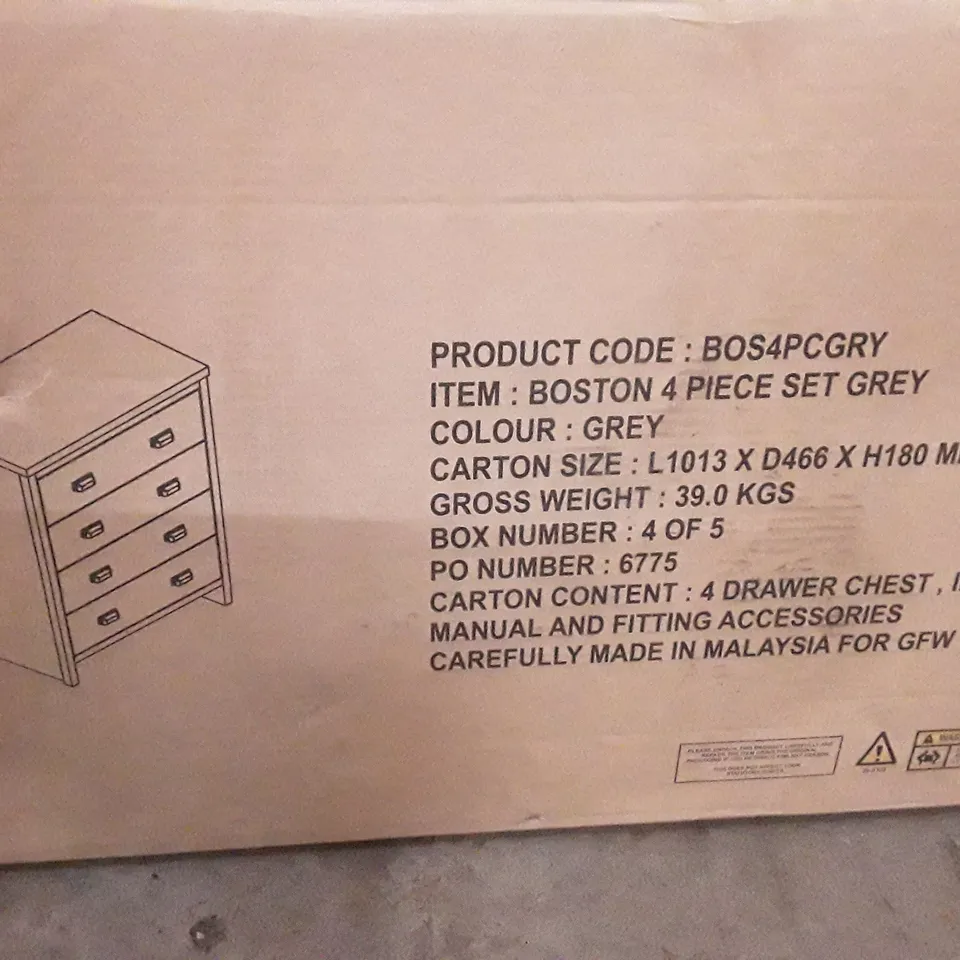 PRODUCT CODE : BOS4PCGRY
ITEM : BOSTON 4 PIECE SET GREY
COLOUR : GREY
CARTON SIZE : L1013 X D466 X H180 M
GROSS WEIGHT : 39.0 KGS
BOX NUMBER : 4 OF 5
PO NUMBER : 6775
CARTON CONTENT : 4 DRAWER CHEST ,
MANUAL AND FITTING ACCESSORIES
CAREFULLY MADE IN MALAYSIA FOR GFW